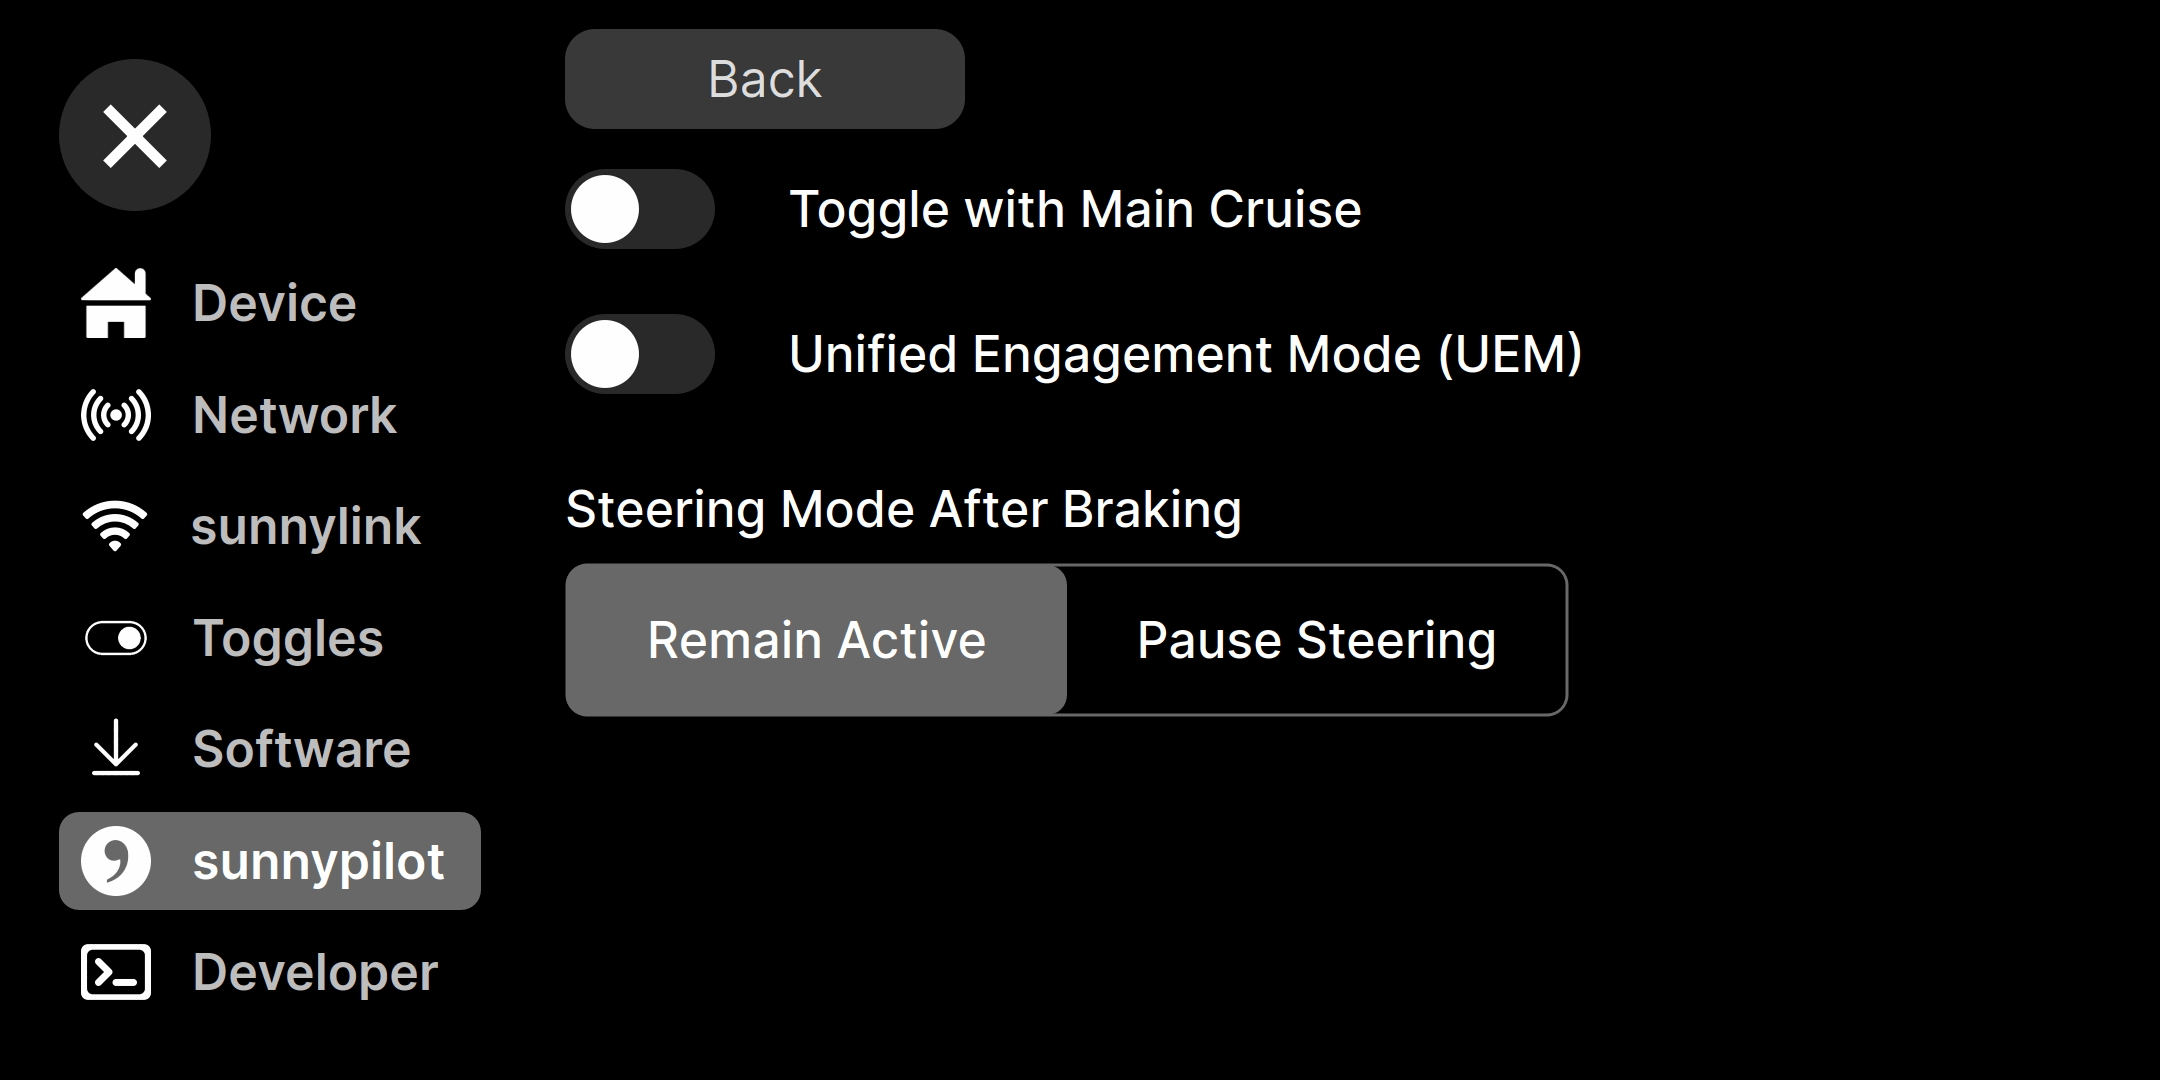 Back
Toggle with Main Cruise
Unified Engagement Mode (UEM)
Steering Mode After Braking
Remain Active
Pause Steering
Device
Network
sunnylink
Toggles
Software
sunnypilot
Developer